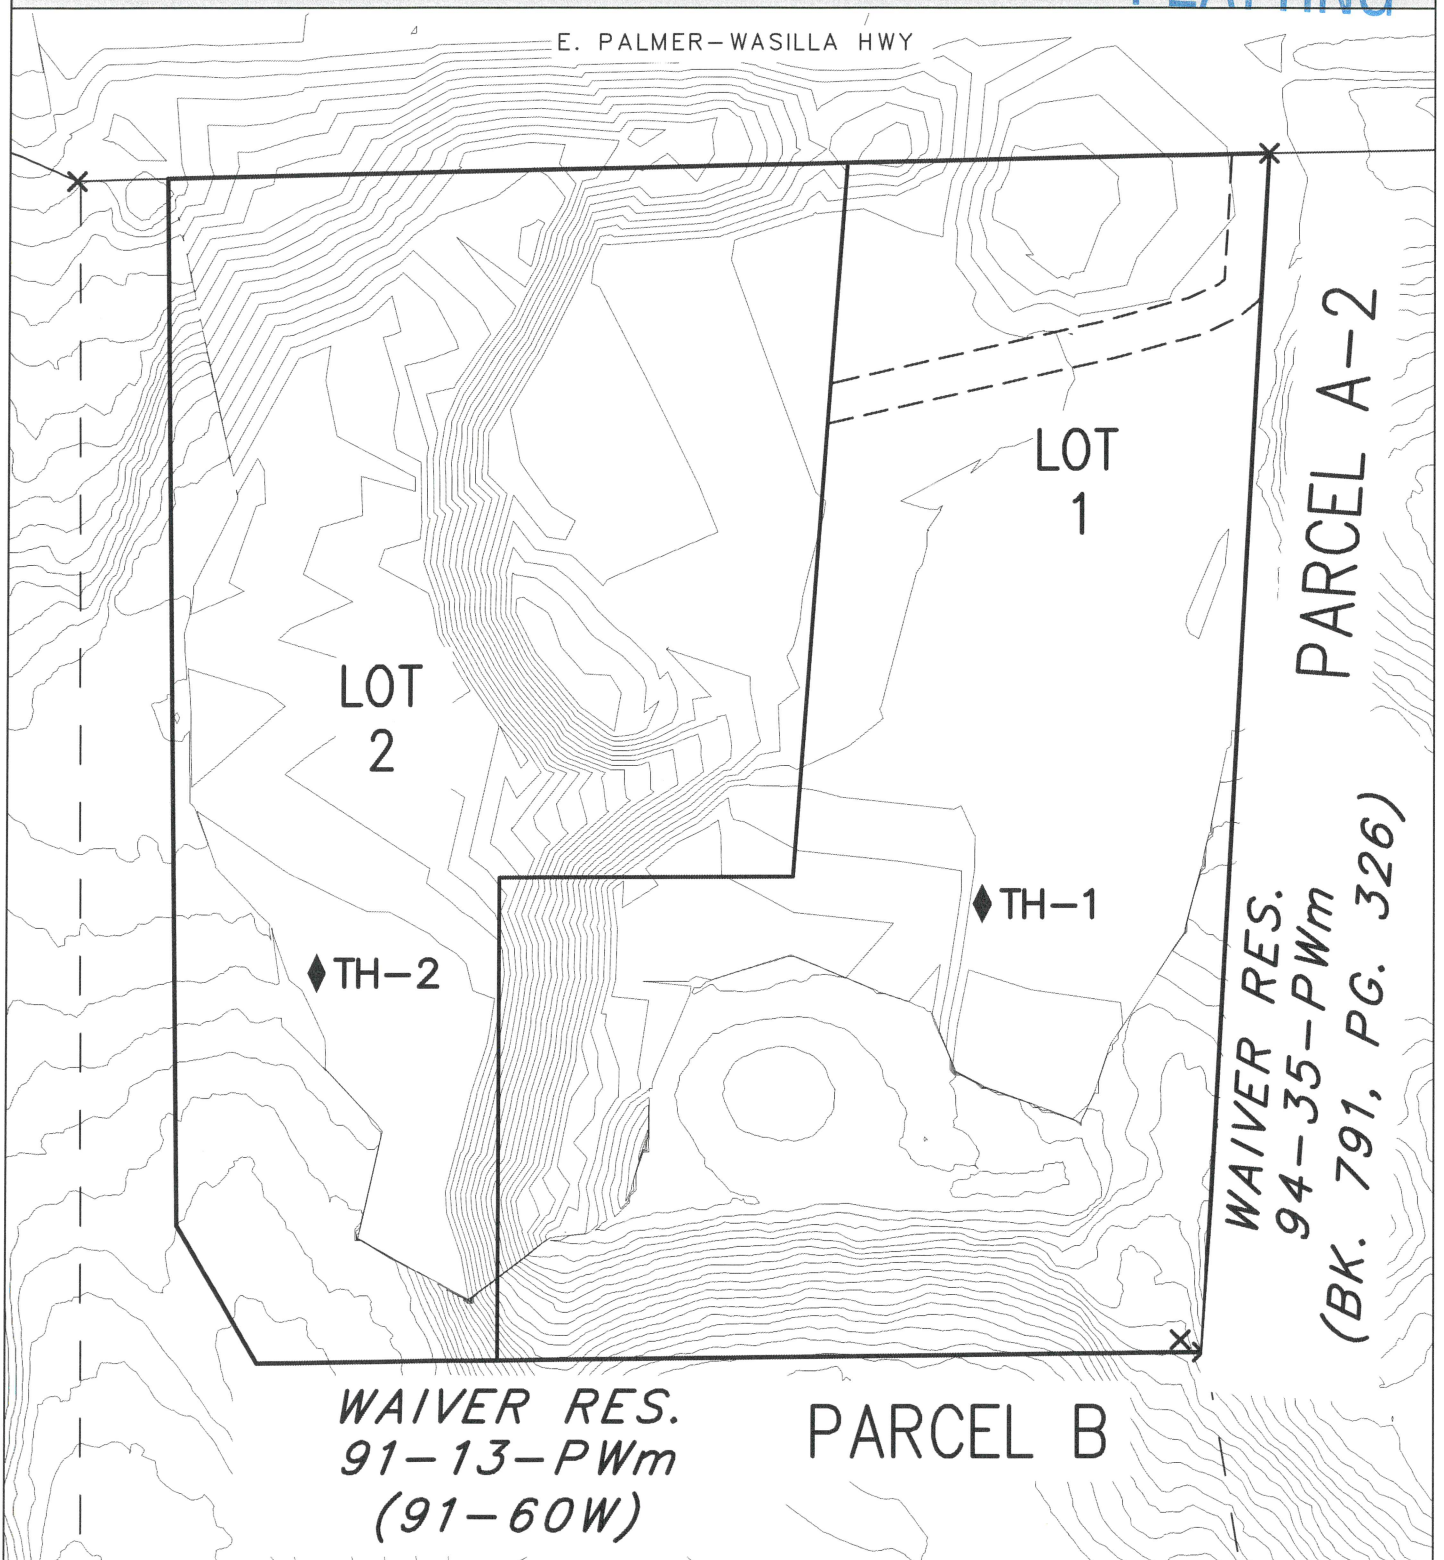 PLATTING
E. PALMER-WASILLA HWY
PARCEL A-2
LOT
1
LOT
2
TH-1
TH-2
WAIVER RES.
94-35-PWm
(BK. 791, PG. 326)
WAIVER RES.
91-13-PWm
(91-60W)
PARCEL B